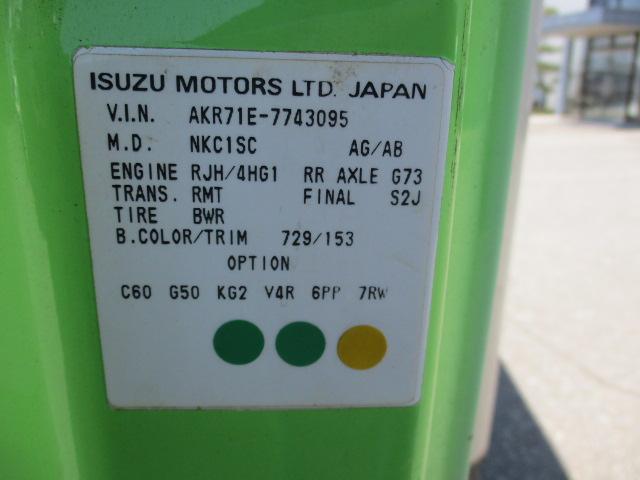 ISUZU MOTORS LTD. JAPAN
V.I.N. AKR71E-7743095
M.D. NKC1SC AG/AB
ENGINE RJH/4HG1 RR AXLE G73
TRANS. RMT FINAL S2J
TIRE BWR
B.COLOR/TRIM 729/153
OPTION
C60 G50 KG2 V4R 6PP 7RW